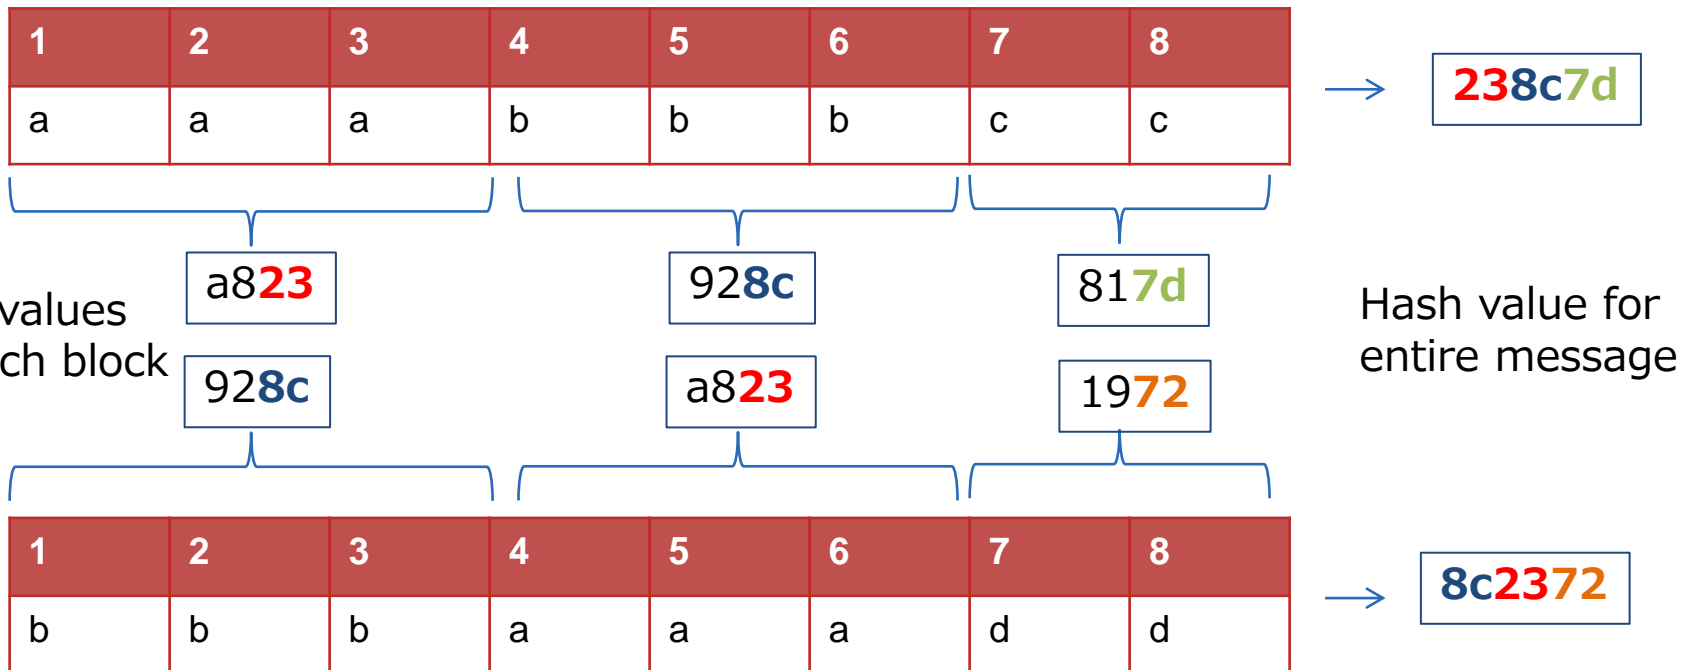 1 2 3 4 5 6 7 8
a a a b b b c c
238c7d
a823 928c 817d
values
ch block
Hash value for
entire message
928c a823 1972
1 2 3 4 5 6 7 8
b b b a a a d d
8c2372